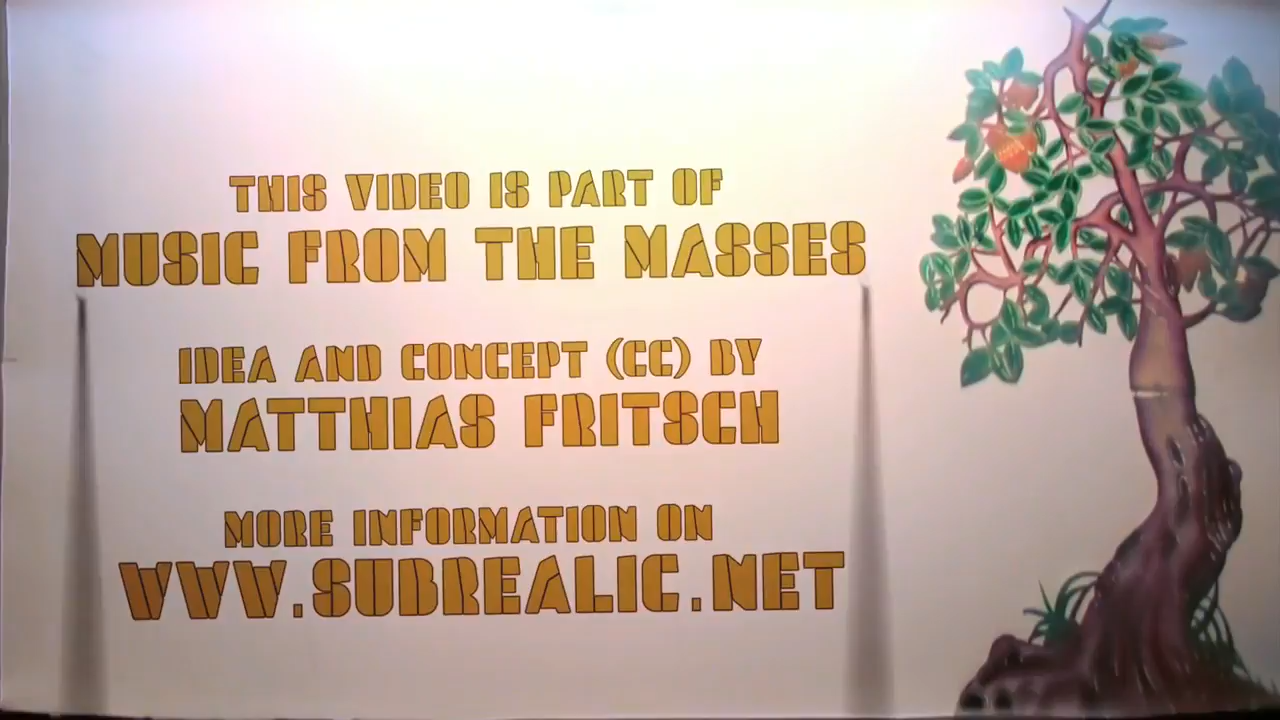 THIS VIDEO IS PART OF
MUSIC FROM THE MASSES
IDEA AND CONCEPT (CC) BY
MATTHIAS FRITSCH
MORE INFORMATION ON
WWW.SUBREALIC.NET